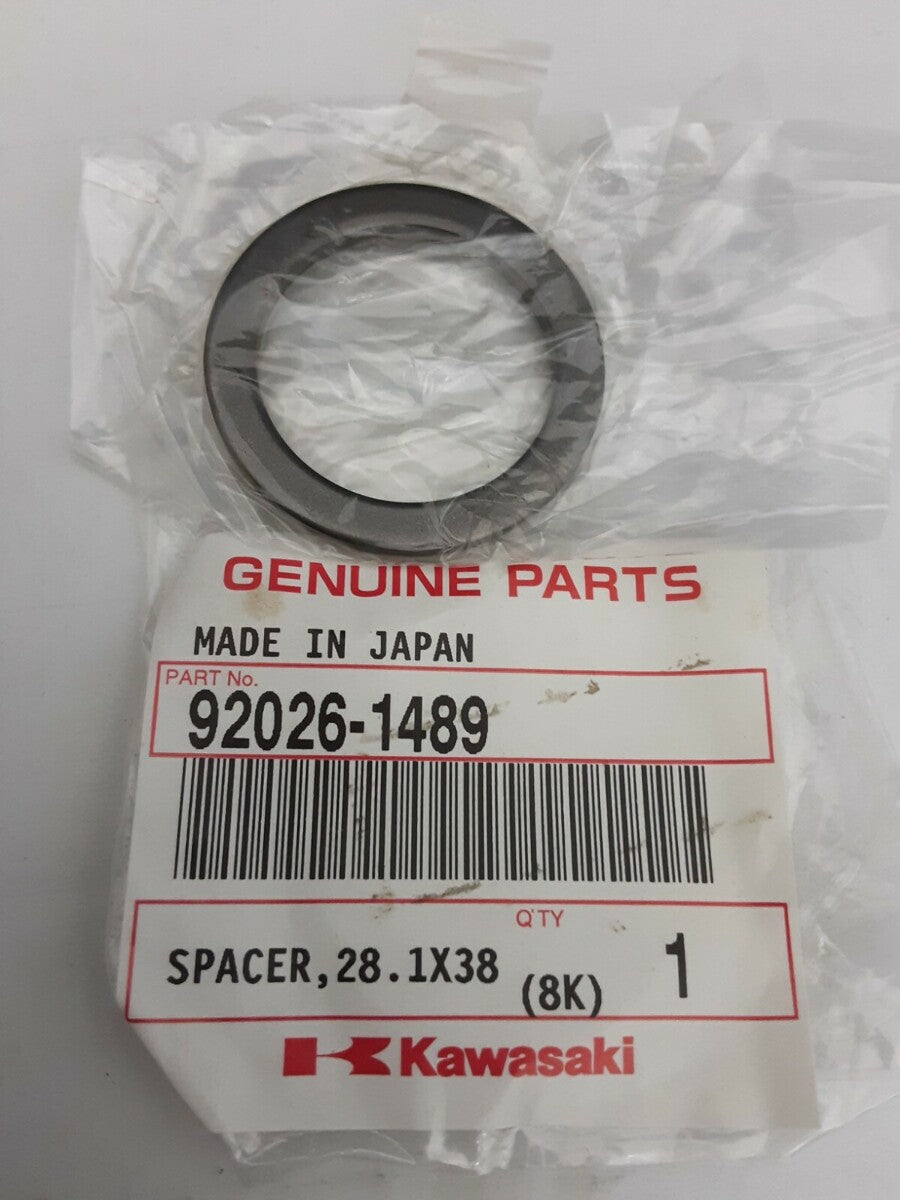 GENUINE PARTS
MADE IN JAPAN
PART No.
92026-1489
Q'TY
SPACER,28.1X38 (8K) 1
Kawasaki